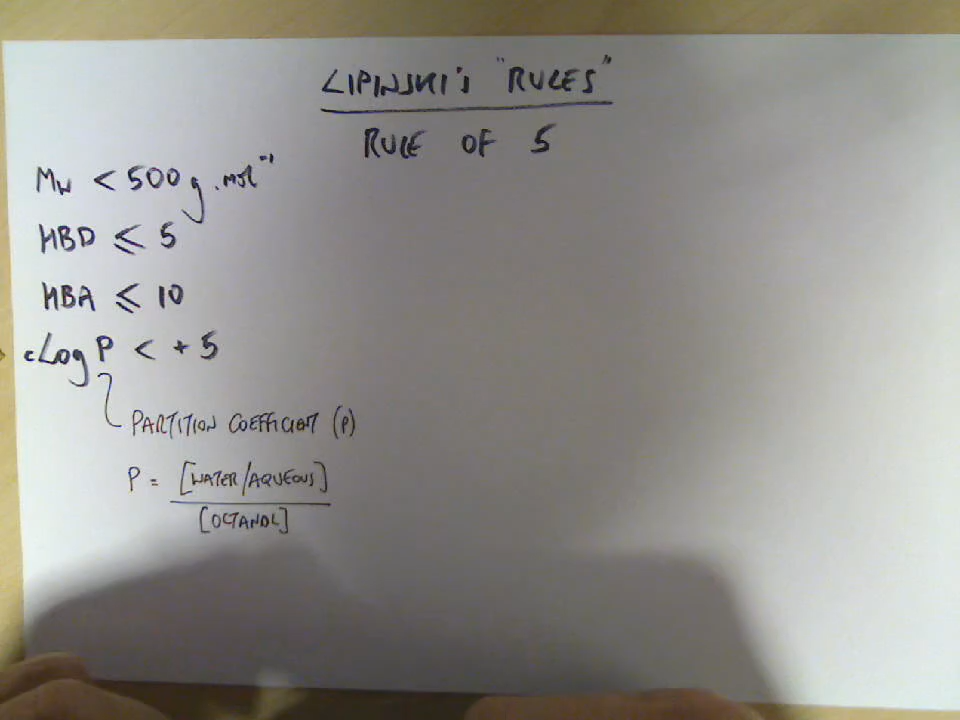 LIPINSKI'S "RULES"
RULE OF 5
Mw < 500 g.mol⁻¹
HBD ⩽ 5
HBA ⩽ 10
cLog P < + 5
PARTITION COEFFICIENT (P)
P = [WATER/AQUEOUS]
[OCTANOL]